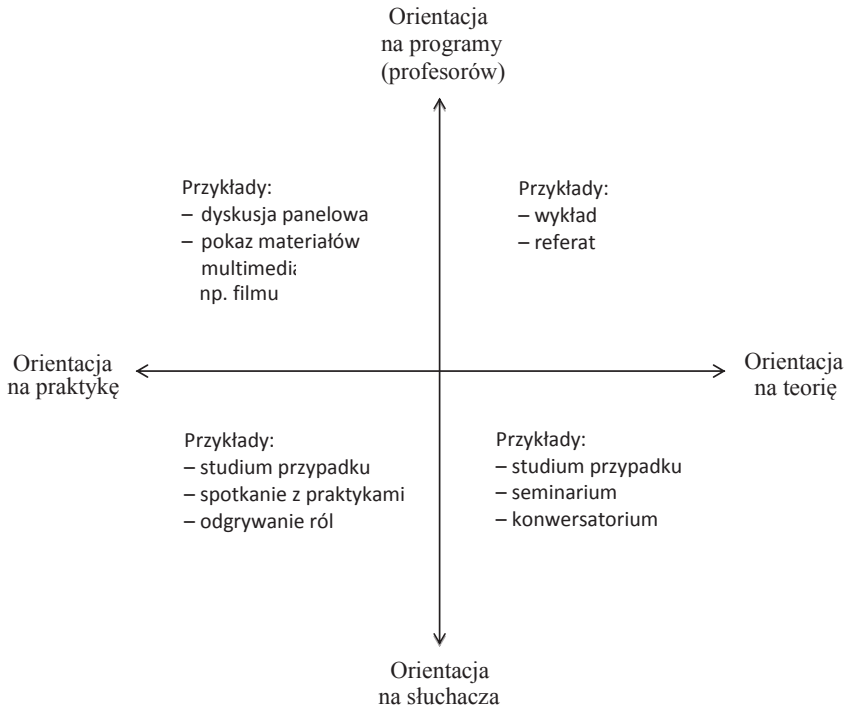 Orientacja
na programy
(profesorów)
Przykłady:
– dyskusja panelowa
– pokaz materiałów
np. filmu
Przykłady:
– wykład
– referat
Orientacja
na praktykę
Orientacja
na teorię
Przykłady:
– studium przypadku
– spotkanie z praktykami
– odgrywanie ról
Przykłady:
– studium przypadku
– seminarium
– konwersatorium
Orientacja
na słuchacza